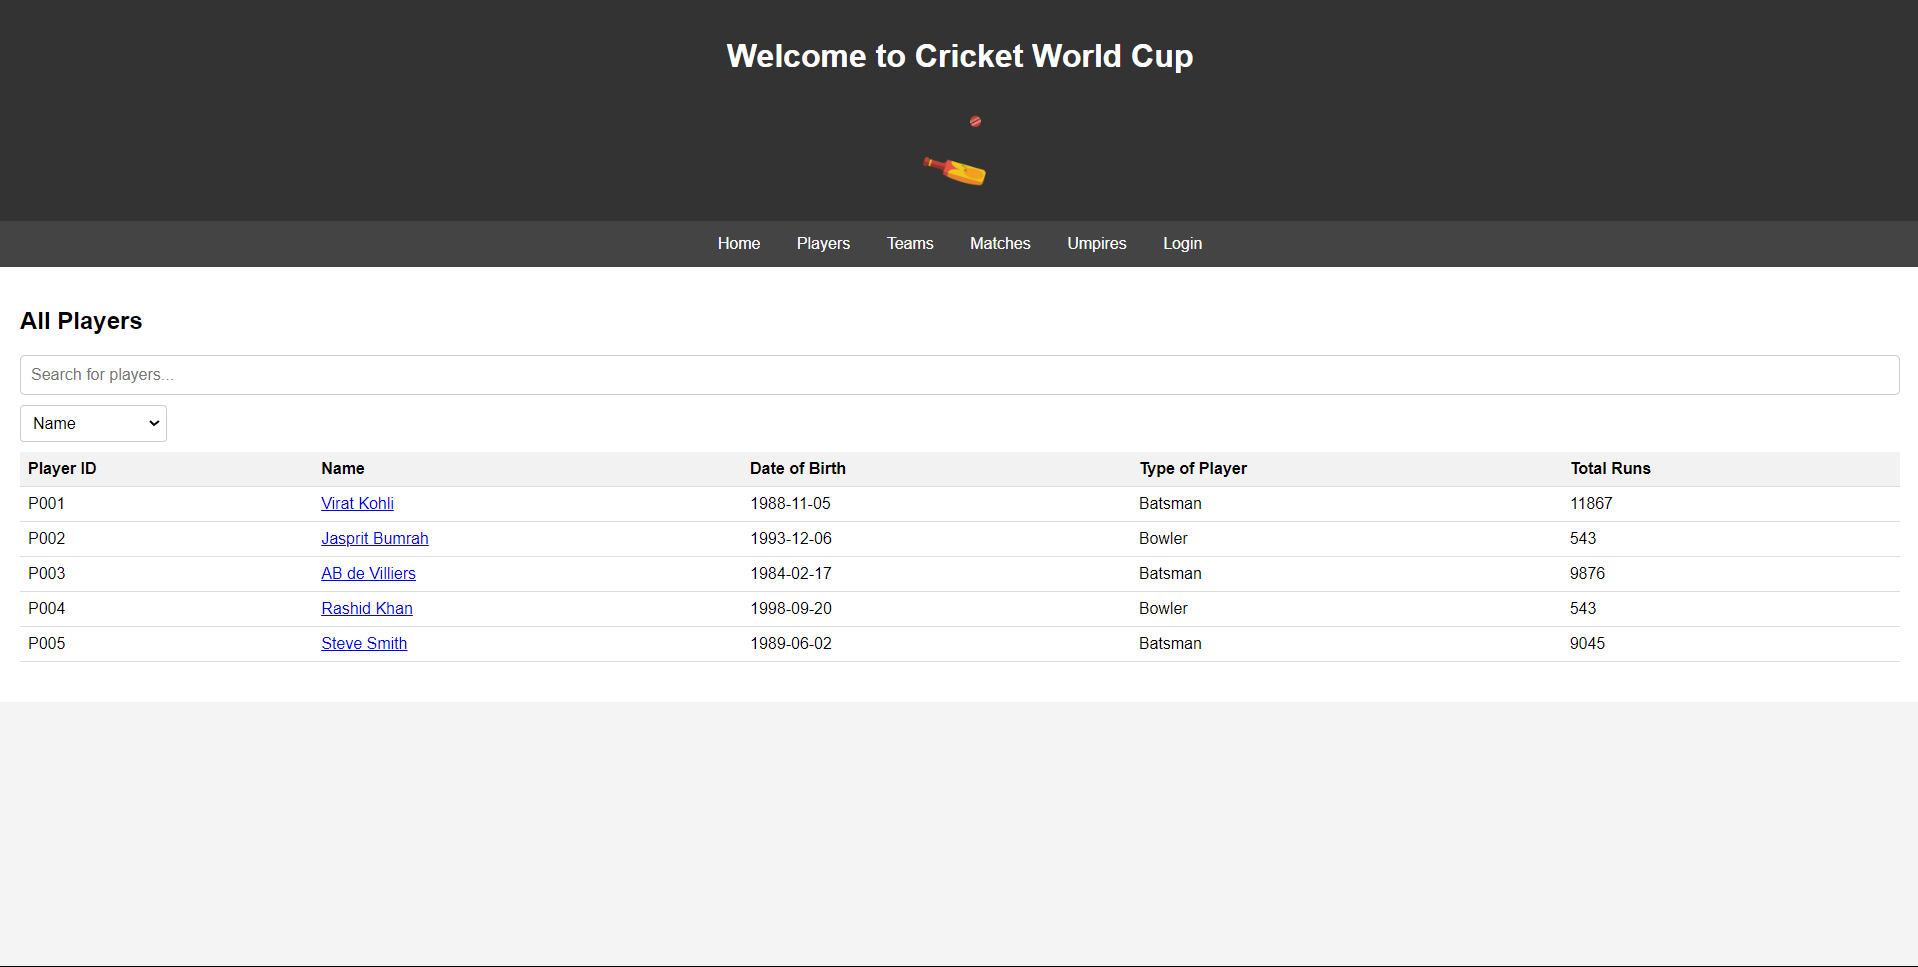 Welcome to Cricket World Cup
Home Players Teams Matches Umpires Login
All Players
Search for players...
Name
Player ID Name Date of Birth Type of Player Total Runs
P001 Virat Kohli 1988-11-05 Batsman 11867
P002 Jasprit Bumrah 1993-12-06 Bowler 543
P003 AB de Villiers 1984-02-17 Batsman 9876
P004 Rashid Khan 1998-09-20 Bowler 543
P005 Steve Smith 1989-06-02 Batsman 9045